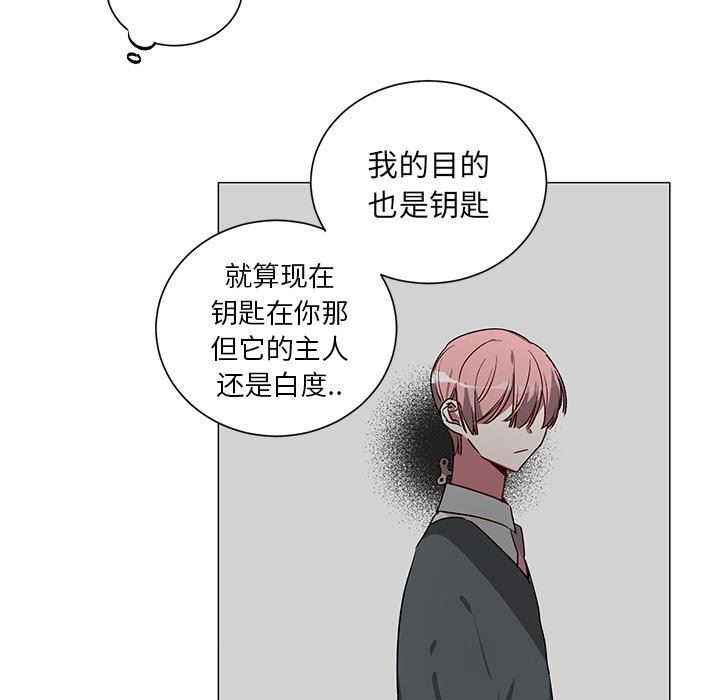 我的目的
也是钥匙
就算现在
钥匙在你那
但它的主人
还是白度..